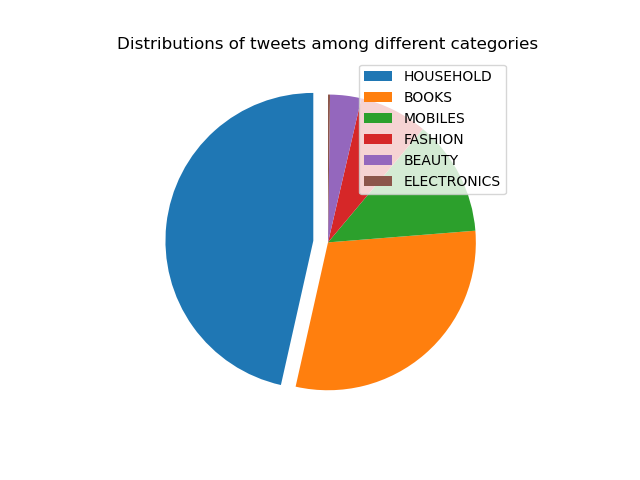 Distributions of tweets among different categories
HOUSEHOLD
BOOKS
MOBILES
FASHION
BEAUTY
ELECTRONICS